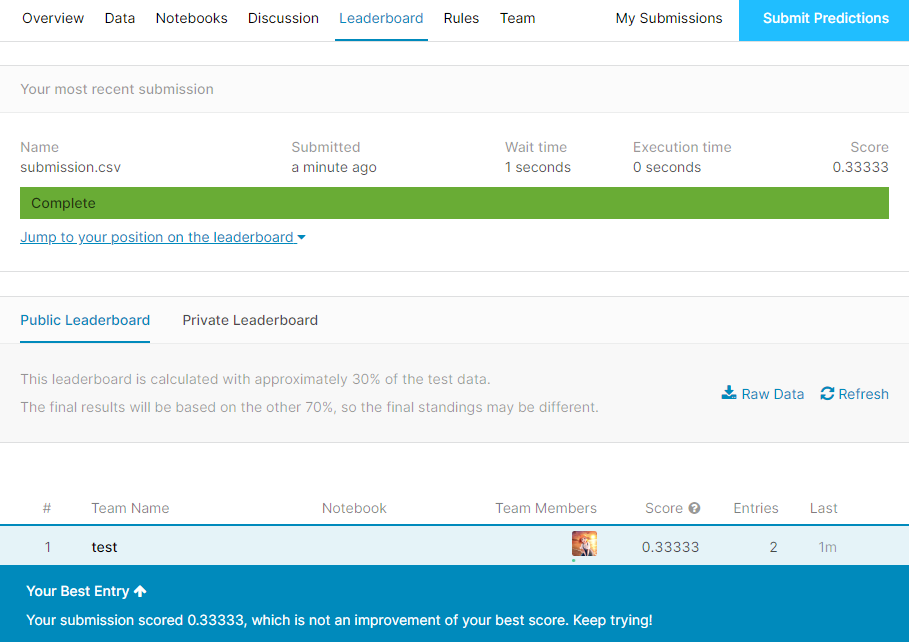 Overview Data Notebooks Discussion Leaderboard Rules Team My Submissions Submit Predictions
Your most recent submission
Name Submitted Wait time Execution time Score
submission.csv a minute ago 1 seconds 0 seconds 0.33333
Complete
Jump to your position on the leaderboard
Public Leaderboard Private Leaderboard
This leaderboard is calculated with approximately 30% of the test data.
The final results will be based on the other 70%, so the final standings may be different.
Raw Data Refresh
# Team Name Notebook Team Members Score ? Entries Last
1 test 0.33333 2 1m
Your Best Entry
Your submission scored 0.33333, which is not an improvement of your best score. Keep trying!